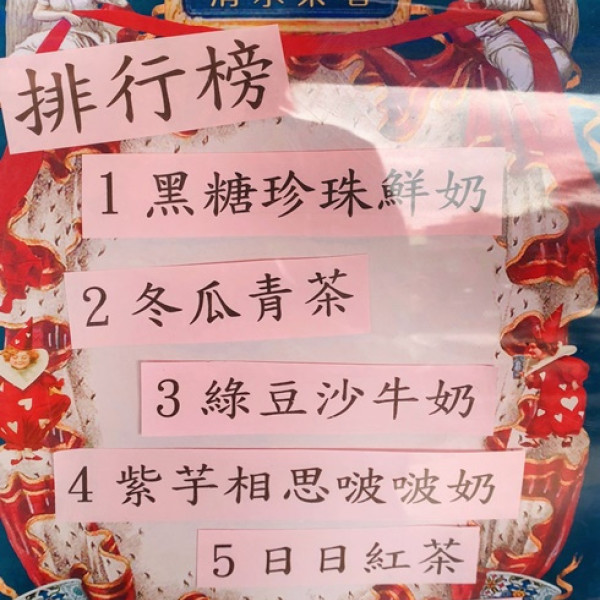 排行榜
1 黑糖珍珠鮮奶
2 冬瓜青茶
3 綠豆沙牛奶
4 紫芋相思啵啵奶
5 日日紅茶